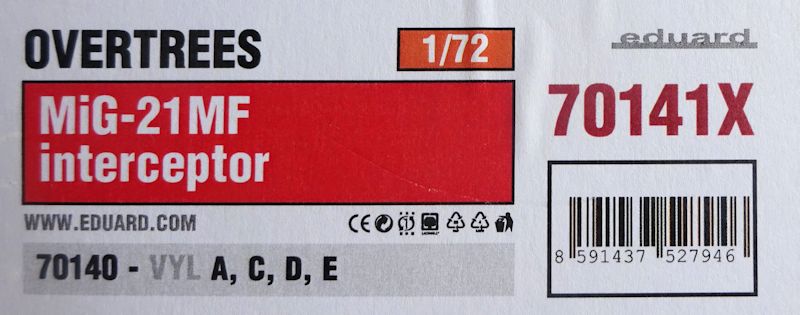 OVERTREES
1/72
eduard
MiG-21MF
interceptor
70141X
WWW.EDUARD.COM
70140 - VYL A, C, D, E
8 591437 527946